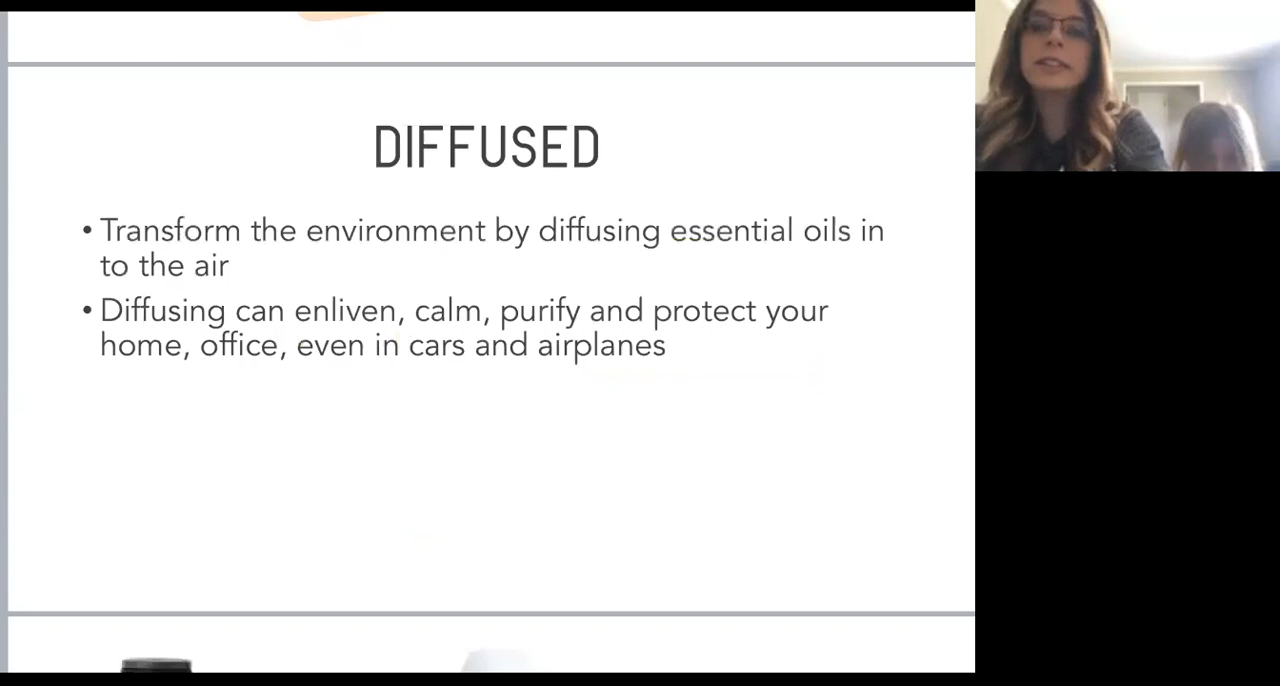 DIFFUSED
• Transform the environment by diffusing essential oils in
to the air
• Diffusing can enliven, calm, purify and protect your
home, office, even in cars and airplanes